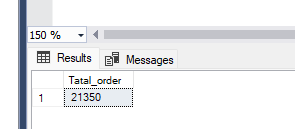 150 %
Results Messages
Tatal_order
1 21350